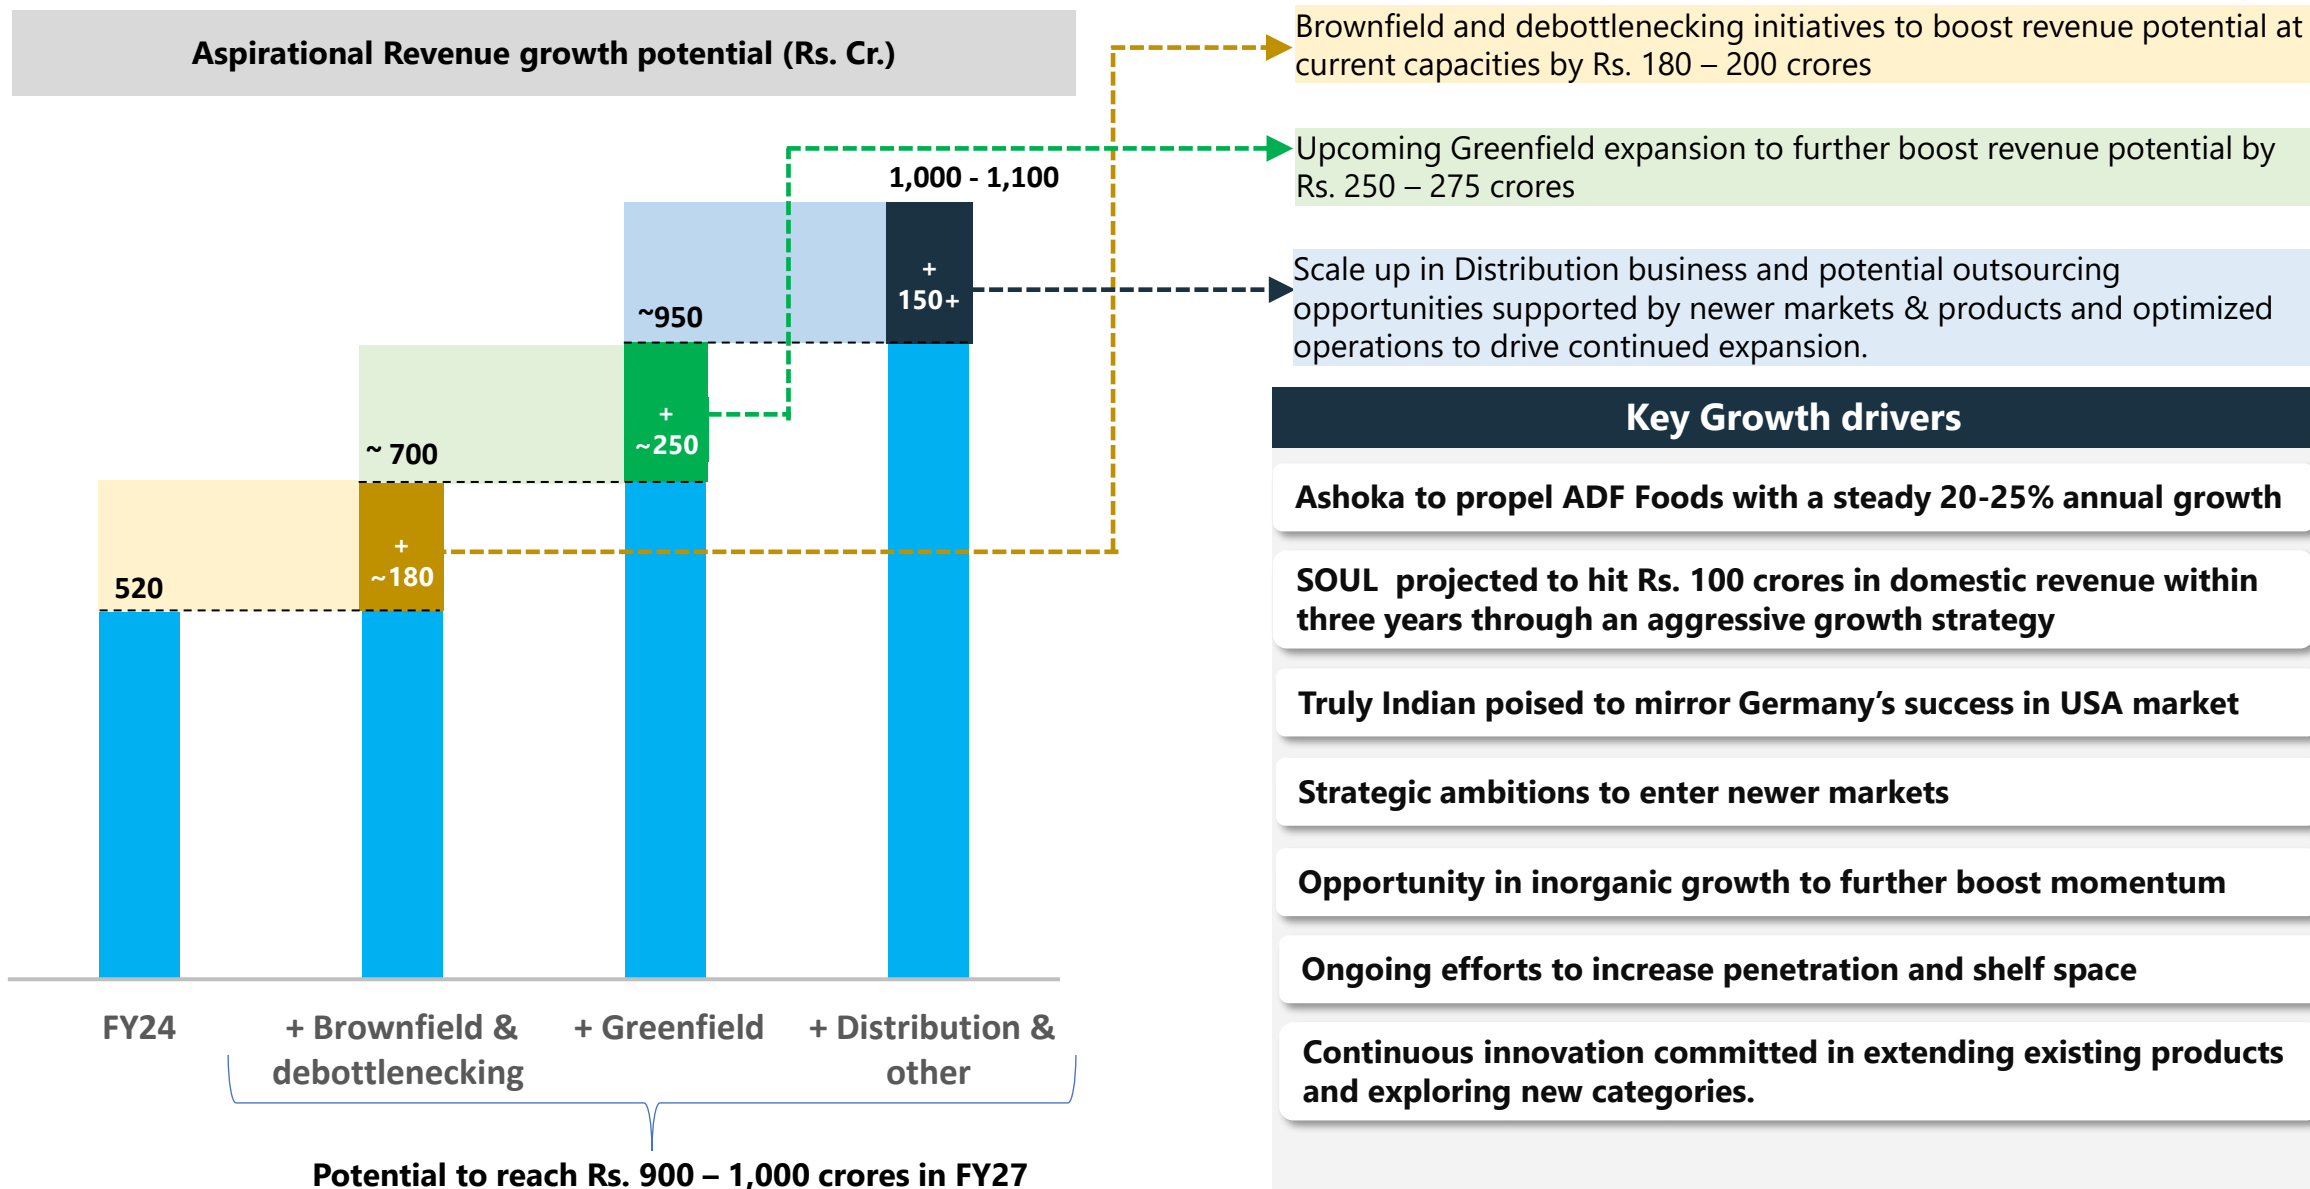 Aspirational Revenue growth potential (Rs. Cr.)
520
~ 700
+
~180
~950
+
~250
1,000 - 1,100
+
150+
FY24
+ Brownfield &
debottlenecking
+ Greenfield
+ Distribution &
other
Potential to reach Rs. 900 – 1,000 crores in FY27
Brownfield and debottlenecking initiatives to boost revenue potential at
current capacities by Rs. 180 – 200 crores
Upcoming Greenfield expansion to further boost revenue potential by
Rs. 250 – 275 crores
Scale up in Distribution business and potential outsourcing
opportunities supported by newer markets & products and optimized
operations to drive continued expansion.
Key Growth drivers
Ashoka to propel ADF Foods with a steady 20-25% annual growth
SOUL  projected to hit Rs. 100 crores in domestic revenue within
three years through an aggressive growth strategy
Truly Indian poised to mirror Germany’s success in USA market
Strategic ambitions to enter newer markets
Opportunity in inorganic growth to further boost momentum
Ongoing efforts to increase penetration and shelf space
Continuous innovation committed in extending existing products
and exploring new categories.